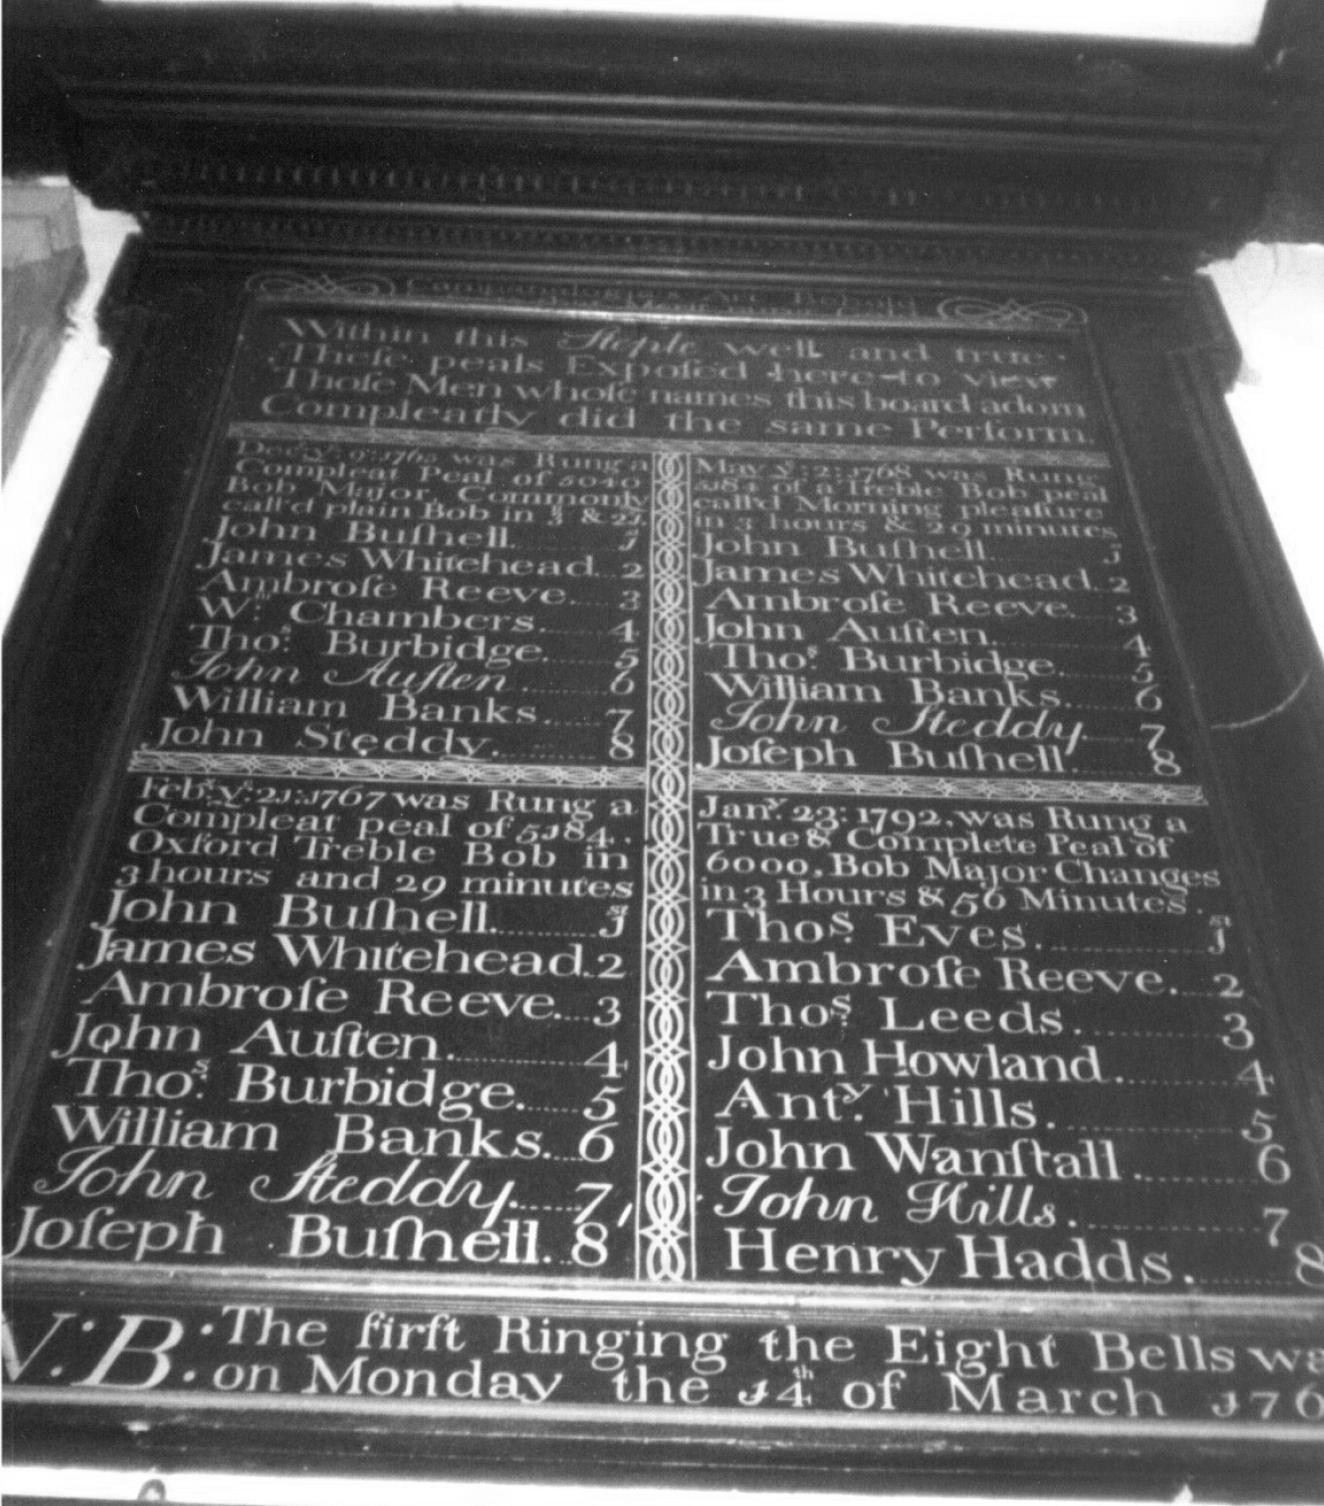 Campanologia's Art Behold
Within this Steple well and true
These peals Exposed here to view
Those Men whose names this board adorn
Compleatly did the same Perform.
was Rung a
Compleat Peal of 5040
Bob Major, Commonly
call'd plain Bob in 3 &
John Bushell 1
James Whitehead 2
Ambrose Reeve 3
Wm. Chambers 4
Thos. Burbidge 5
John Austen 6
William Banks 7
John Steddy 8
May ye: 2: 1768 was Rung
5184 of a Treble Bob peal
call'd Morning pleasure
in 3 hours & 29 minutes
John Bushell 1
James Whitehead 2
Ambrose Reeve 3
John Austen 4
Thos. Burbidge 5
William Banks 6
John Steddy 7
Joseph Bushell 8
Feby. ye: 21: 1767 was Rung a
Compleat peal of 5184
Oxford Treble Bob in
3 hours and 29 minutes
John Bushell 1st
James Whitehead 2
Ambrose Reeve 3
John Austen 4
Thos. Burbidge 5
William Banks 6
John Steddy 7
Joseph Bushell 8
Jany. 23: 1792, was Rung a
True & Complete Peal of
6000, Bob Major Changes
in 3 Hours & 56 Minutes.
Thos. Eves 1st
Ambrose Reeve 2
Thos. Leeds 3
John Howland 4
Anty. Hills 5
John Wanstall 6
John Hills 7
Henry Hadds 8
N:B: The first Ringing the Eight Bells wa
on Monday the 14th of March 176